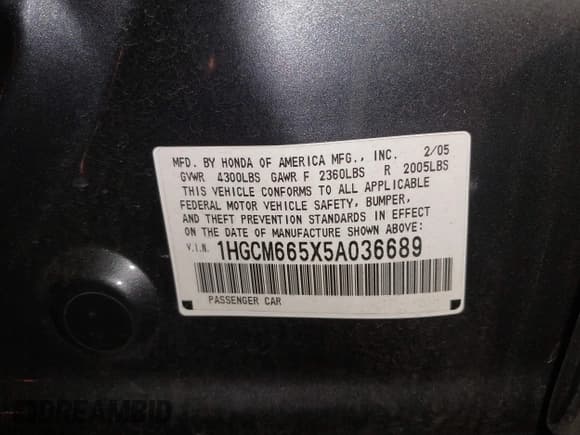 MFD. BY HONDA OF AMERICA MFG., INC. 2/05
GVWR 4300LBS GAWR F 2360LBS R 2005LBS
THIS VEHICLE CONFORMS TO ALL APPLICABLE
FEDERAL MOTOR VEHICLE SAFETY, BUMPER,
AND THEFT PREVENTION STANDARDS IN EFFECT
ON THE DATE OF MANUFACTURE SHOWN ABOVE:
V.I.N. 1HGCM665X5A036689
PASSENGER CAR
DREAMBID